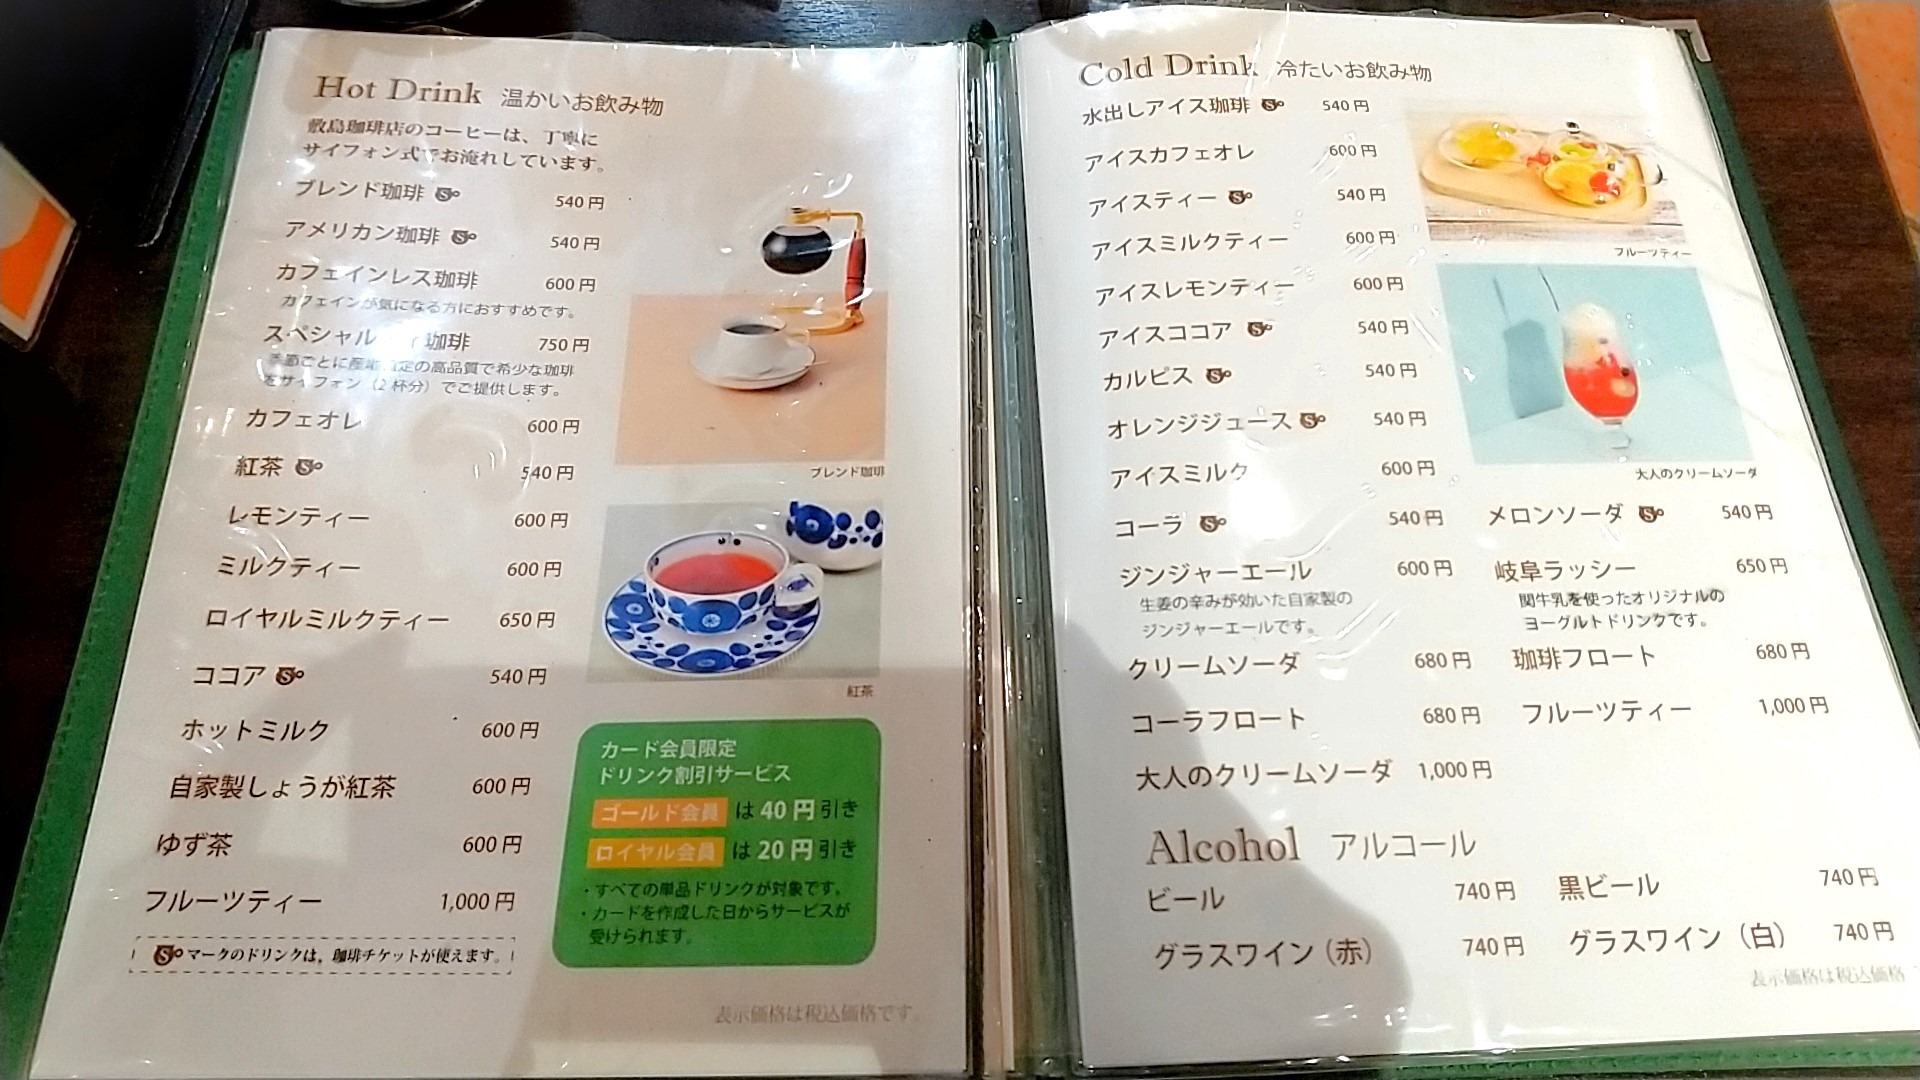 Hot Drink 温かいお飲み物
敷島珈琲店のコーヒーは、丁寧に
サイフォン式でお淹れしています。
ブレンド珈琲 540円
アメリカン珈琲 540円
カフェインレス珈琲 600円
カフェインが気になる方におすすめです。
スペシャル ィ珈琲 750円
季節ごとに産地 定の高品質で希少な珈琲
をサイフォン（2杯分）でご提供します。
カフェオレ 600円
紅茶 540円
レモンティー 600円
ミルクティー 600円
ロイヤルミルクティー 650円
ココア 540円
ホットミルク 600円
自家製しょうが紅茶 600円
ゆず茶 600円
フルーツティー 1,000円
マークのドリンクは、珈琲チケットが使えます。
ブレンド珈琲
紅茶
カード会員限定
ドリンク割引サービス
ゴールド会員 は 40円引き
ロイヤル会員 は 20円引き
・すべての単品ドリンクが対象です。
・カードを作成した日からサービスが
受けられます。
表示価格は税込価格です。
Cold Drink 冷たいお飲み物
水出しアイス珈琲 540円
アイスカフェオレ 600円
アイスティー 540円
アイスミルクティー 600円
アイスレモンティー 600円
アイスココア 540円
カルピス 540円
オレンジジュース 540円
アイスミルク 600円
コーラ 540円
ジンジャーエール 600円
生姜の辛みが効いた自家製の
ジンジャーエールです。
クリームソーダ 680円
コーラフロート 680円
大人のクリームソーダ 1,000円
フルーツティー
大人のクリームソーダ
メロンソーダ 540円
岐阜ラッシー 650円
関牛乳を使ったオリジナルの
ヨーグルトドリンクです。
珈琲フロート 680円
フルーツティー 1,000円
Alcohol アルコール
ビール 740円 黒ビール 740円
グラスワイン（赤） 740円 グラスワイン（白） 740円
表示価格は税込価格